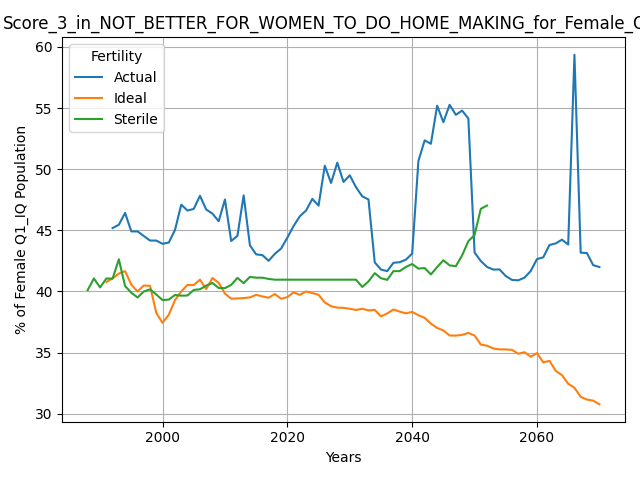 Score_3_in_NOT_BETTER_FOR_WOMEN_TO_DO_HOME_MAKING_for_Female_
Fertility
Actual
Ideal
Sterile
% of Female Q1_IQ Population
60
55
50
45
40
35
30
2000
2020
2040
2060
Years